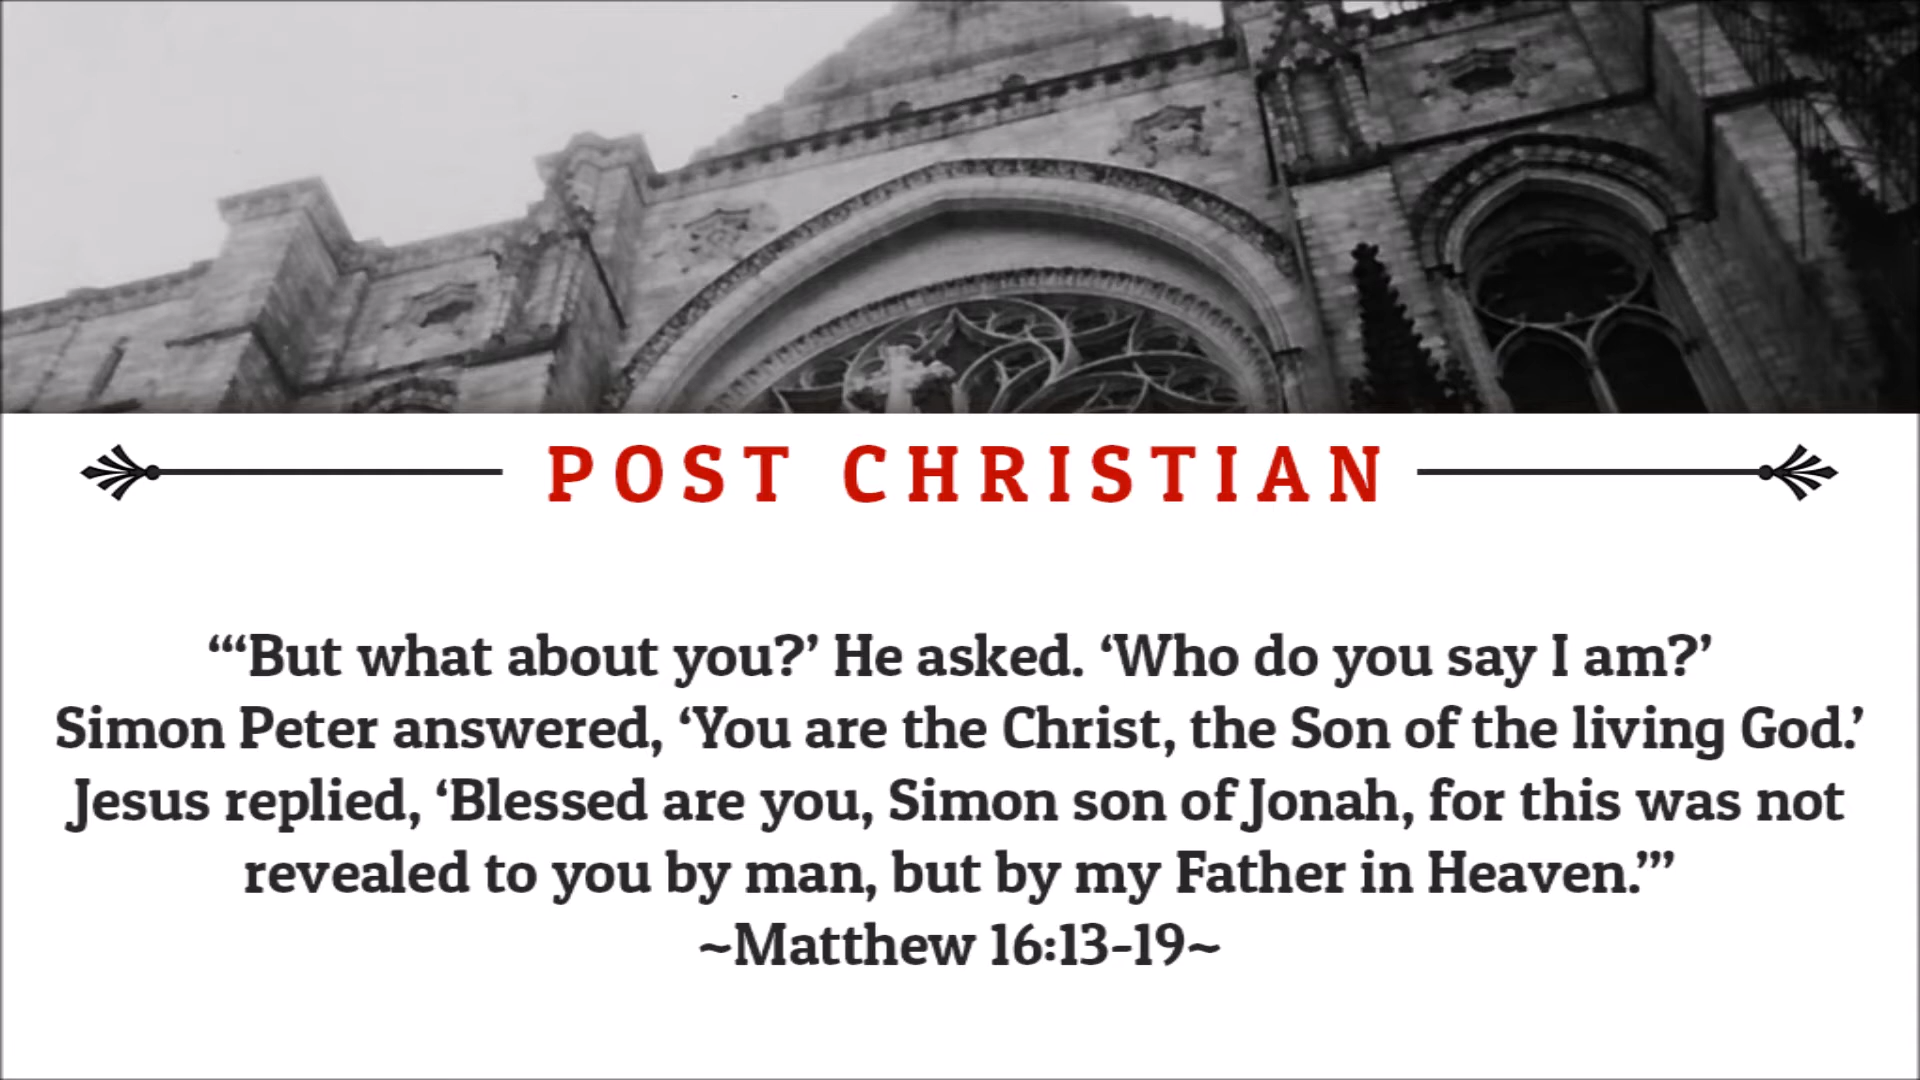 POST CHRISTIAN
“‘But what about you?’ He asked. ‘Who do you say I am?’
Simon Peter answered, ‘You are the Christ, the Son of the living God.’
Jesus replied, ‘Blessed are you, Simon son of Jonah, for this was not
revealed to you by man, but by my Father in Heaven.’”
~Matthew 16:13-19~